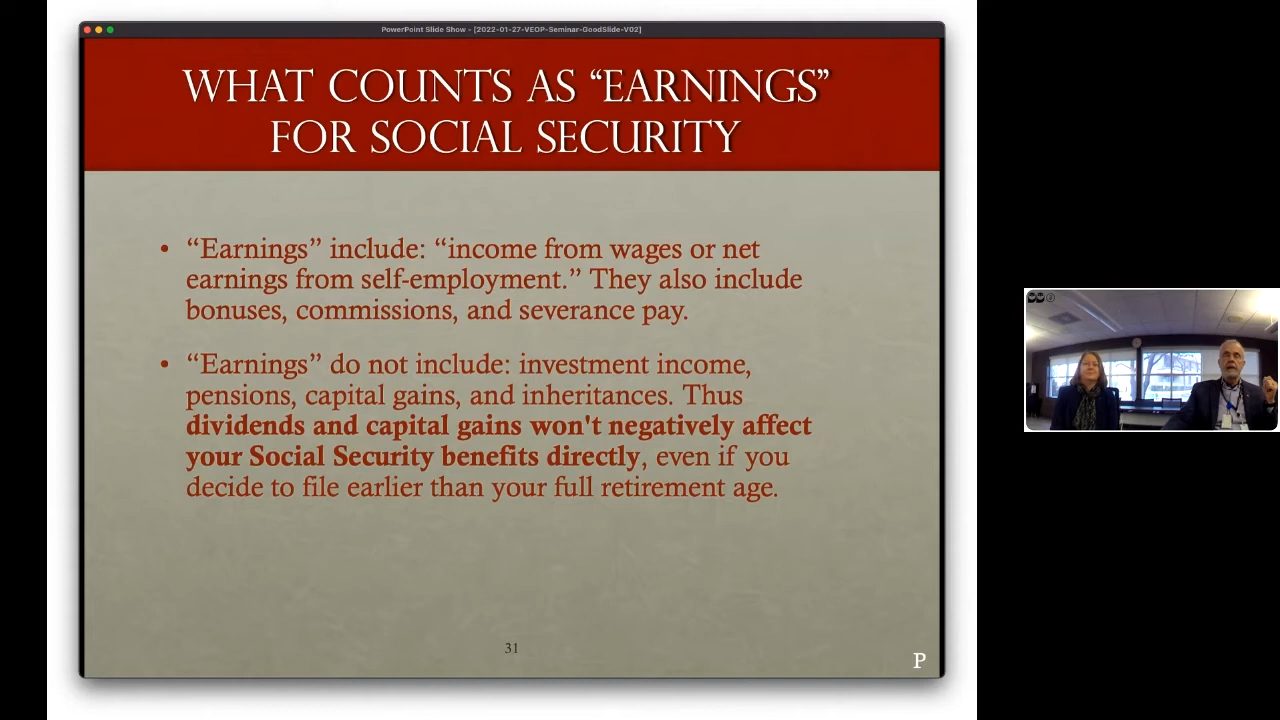 PowerPoint Slide Show - [2022-01-27-VEOP-Seminar-GoodSlide-V02]
WHAT COUNTS AS “EARNINGS”
FOR SOCIAL SECURITY
• “Earnings” include: “income from wages or net
earnings from self-employment.” They also include
bonuses, commissions, and severance pay.
• “Earnings” do not include: investment income,
pensions, capital gains, and inheritances. Thus
dividends and capital gains won't negatively affect
your Social Security benefits directly, even if you
decide to file earlier than your full retirement age.
31
P